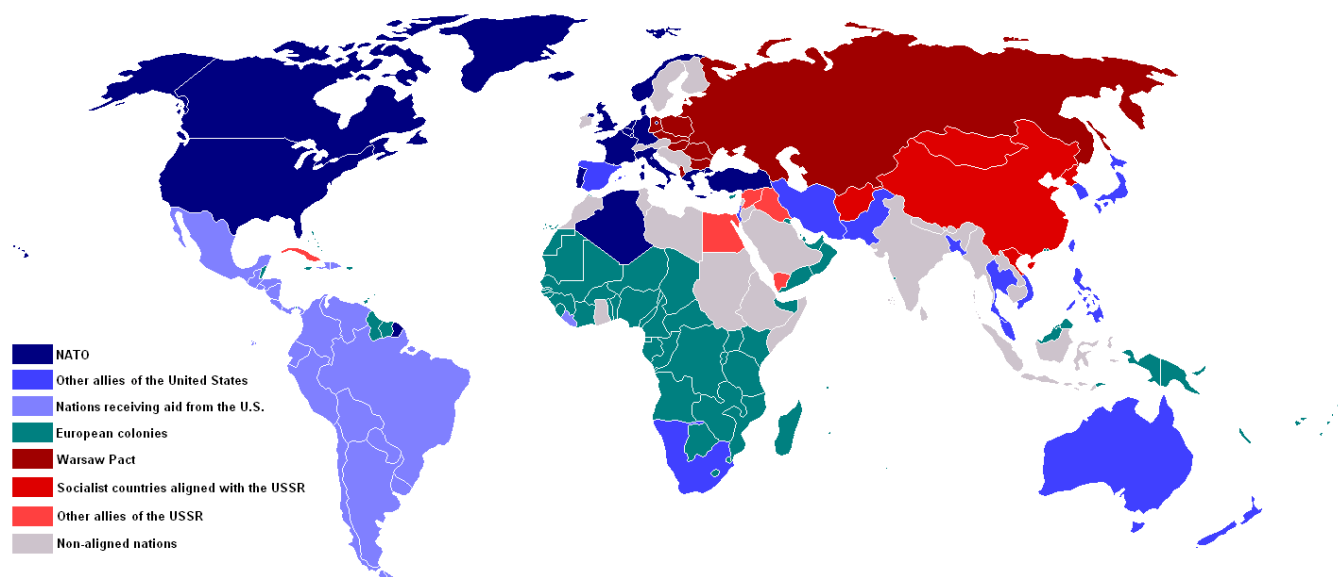 NATO
Other allies of the United States
Nations receiving aid from the U.S.
European colonies
Warsaw Pact
Socialist countries aligned with the USSR
Other allies of the USSR
Non-aligned nations